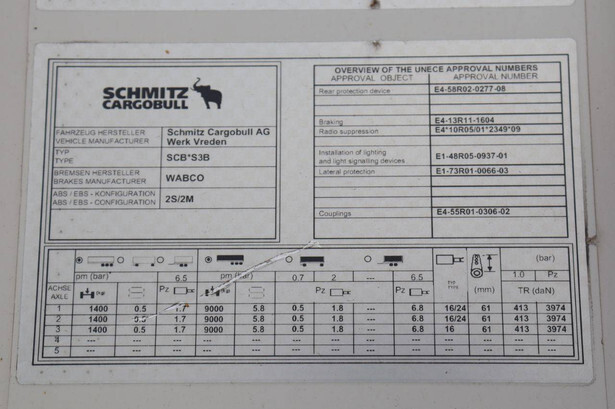 SCHMITZ
CARGOBULL
FAHRZEUG HERSTELLER
VEHICLE MANUFACTURER
Schmitz Cargobull AG
Werk Vreden
TYP
TYPE
SCB*S3B
BREMSEN HERSTELLER
BRAKES MANUFACTURER
WABCO
ABS / EBS - KONFIGURATION
ABS / EBS - CONFIGURATION
2S/2M
OVERVIEW OF THE UNECE APPROVAL NUMBERS
APPROVAL OBJECT APPROVAL NUMBER
Rear protection device E4-58R02-0277-08
Braking E4-13R11-1604
Radio suppression E4*10R05/01*2349*09
Installation of lighting
and light signalling devices E1-48R05-0937-01
Lateral protection E1-73R01-0066-03
Couplings E4-55R01-0306-02
(bar)
pm (bar) 6.5 pm (bar) 0.7 2 --- 6.5 (mm) 1.0 Pz
ACHSE
AXLE
Pz Pz Pz TR (daN)
1 1400 0.5 1.7 9000 5.8 0.5 1.8 --- 6.8 16/24 61 413 3974
2 1400 0.5 1.7 9000 5.8 0.5 1.8 --- 6.8 16/24 61 413 3974
3 1400 0.5 1.7 9000 5.8 0.5 1.8 --- 6.8 16 61 413 3974
4 --- --- --- --- --- --- --- --- --- --- --- --- ---
5 --- --- --- --- --- --- --- --- --- --- --- --- ---